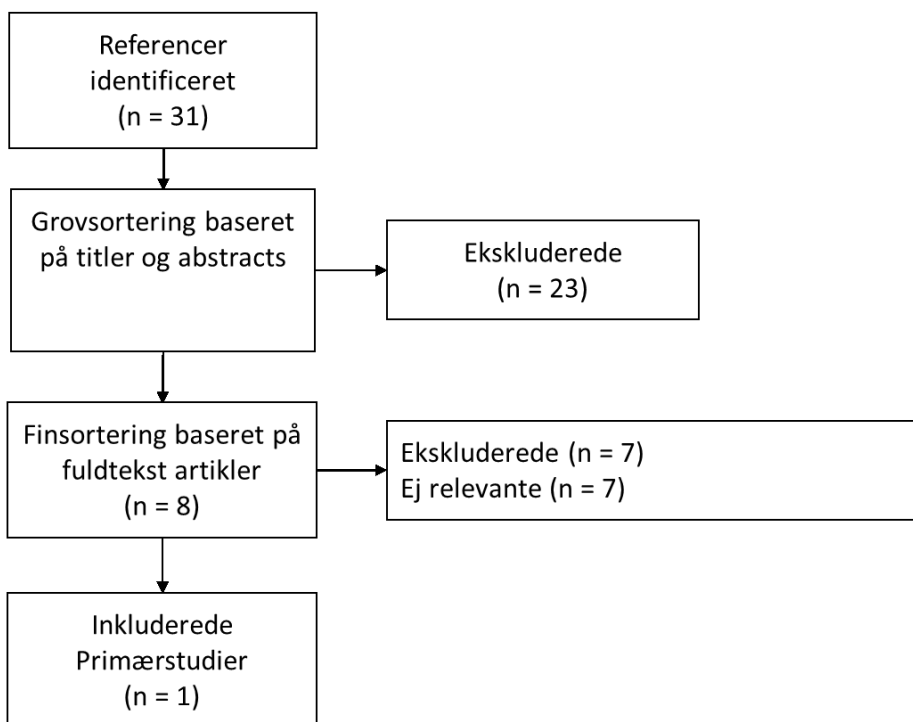 Referencer
identificeret
(n = 31)
Grovsortering baseret
på titler og abstracts
Ekskluderede
(n = 23)
Finsortering baseret på
fuldtekst artikler
(n = 8)
Ekskluderede (n = 7)
Ej relevante (n = 7)
Inkluderede
Primærstudier
(n = 1)